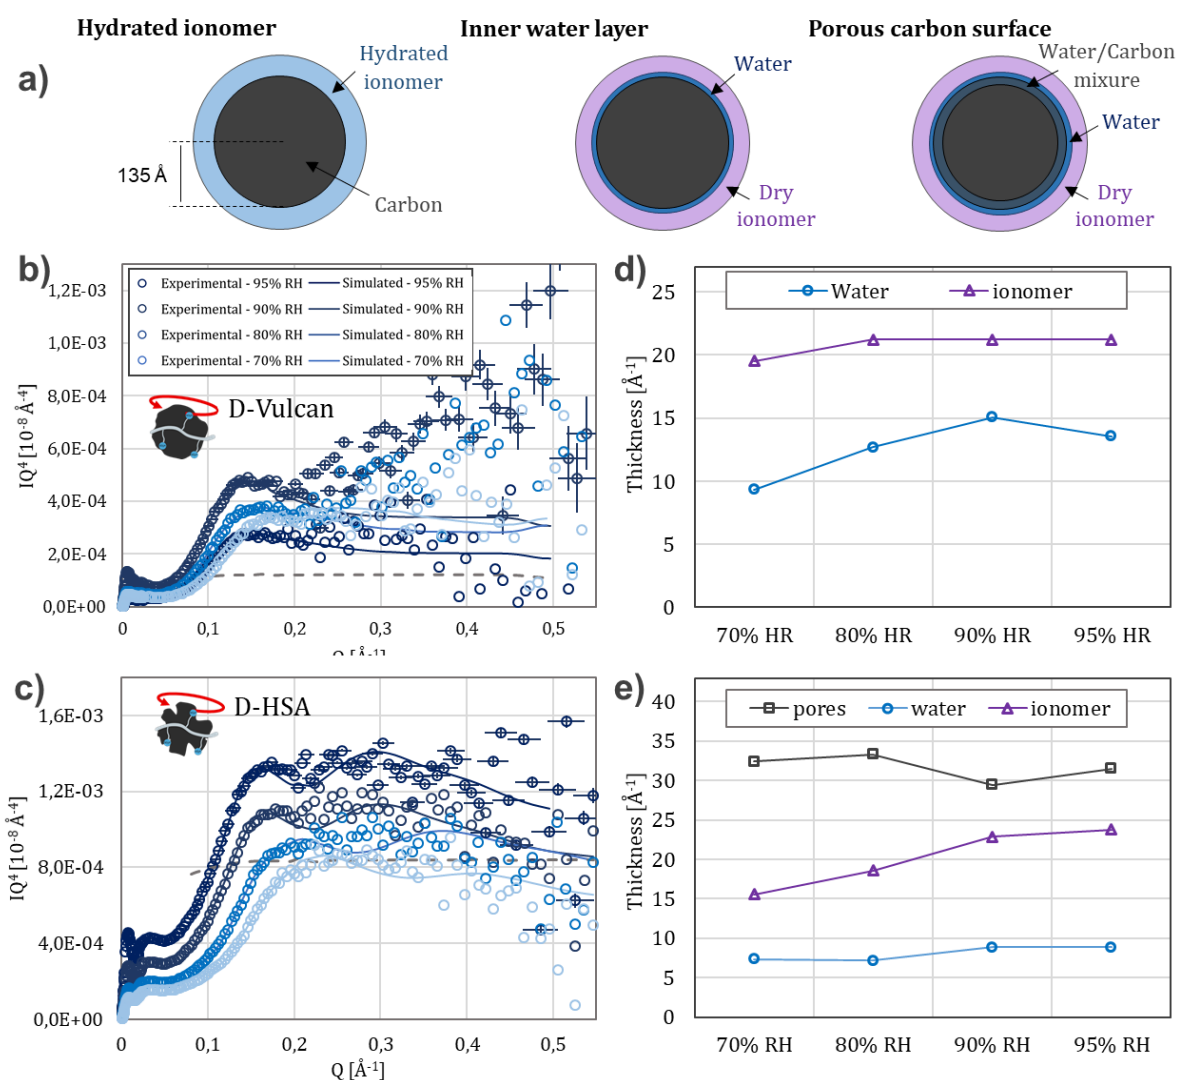 Hydrated ionomer
Inner water layer
Porous carbon surface
a)
Hydrated
ionomer
135 Å
Carbon
Water
Dry
ionomer
Water/Carbon
mixure
Water
Dry
ionomer
b)
IQ⁴ [10⁻⁸ Å⁻⁴]
1,2E-03
1,0E-03
8,0E-04
6,0E-04
4,0E-04
2,0E-04
0,0E+00
Experimental - 95% RH
Simulated - 95% RH
Experimental - 90% RH
Simulated - 90% RH
Experimental - 80% RH
Simulated - 80% RH
Experimental - 70% RH
Simulated - 70% RH
D-Vulcan
0 0,1 0,2 0,3 0,4 0,5
Q [Å⁻¹]
d)
Thickness [Å⁻¹]
25
20
15
10
5
0
Water ionomer
70% HR 80% HR 90% HR 95% HR
c)
IQ⁴ [10⁻⁸ Å⁻⁴]
1,6E-03
1,2E-03
8,0E-04
4,0E-04
0,0E+00
D-HSA
0 0,1 0,2 0,3 0,4 0,5
Q [Å⁻¹]
e)
Thickness [Å⁻¹]
40
35
30
25
20
15
10
5
0
pores water ionomer
70% RH 80% RH 90% RH 95% RH